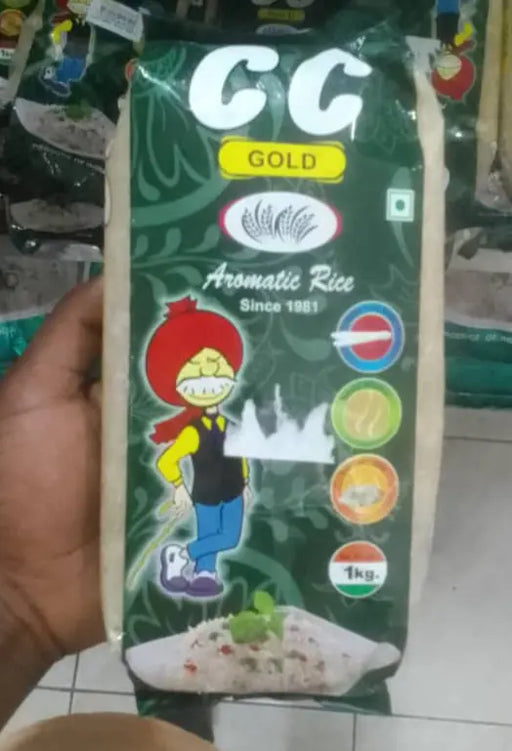 CC
GOLD
Aromatic Rice
Since 1981
1kg.